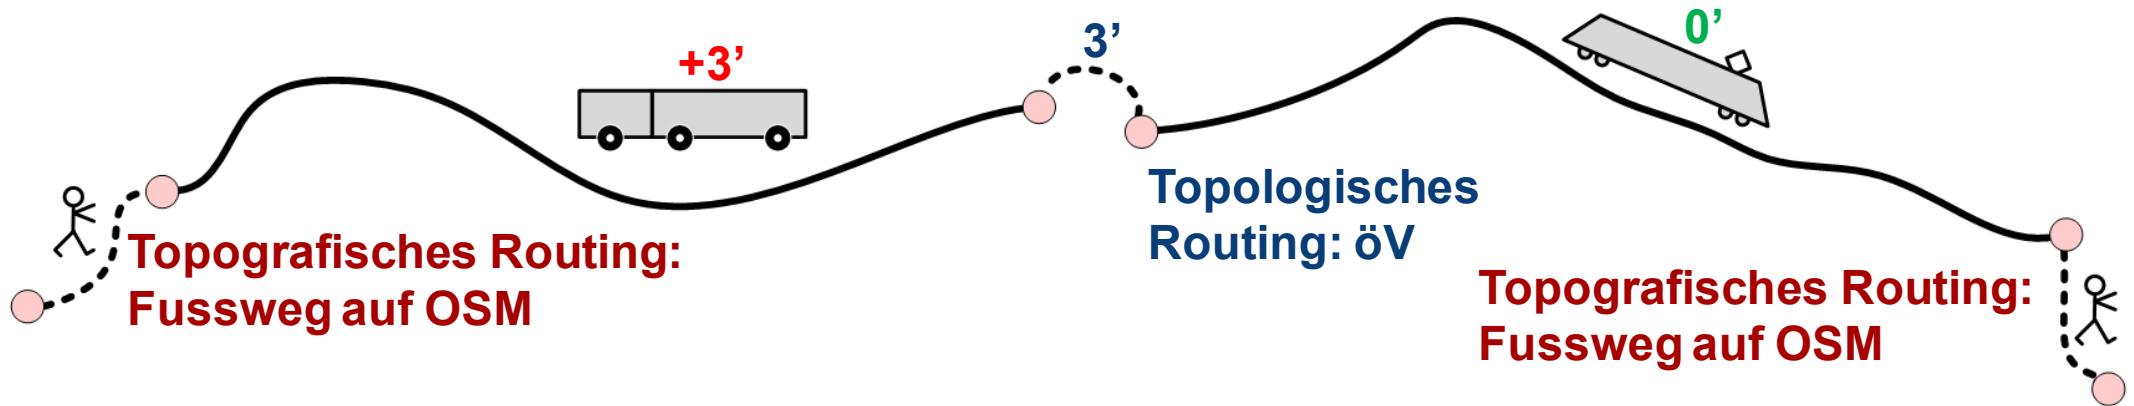 +3’
3’
0’
Topografisches Routing:
Fussweg auf OSM
Topologisches
Routing: öV
Topografisches Routing:
Fussweg auf OSM